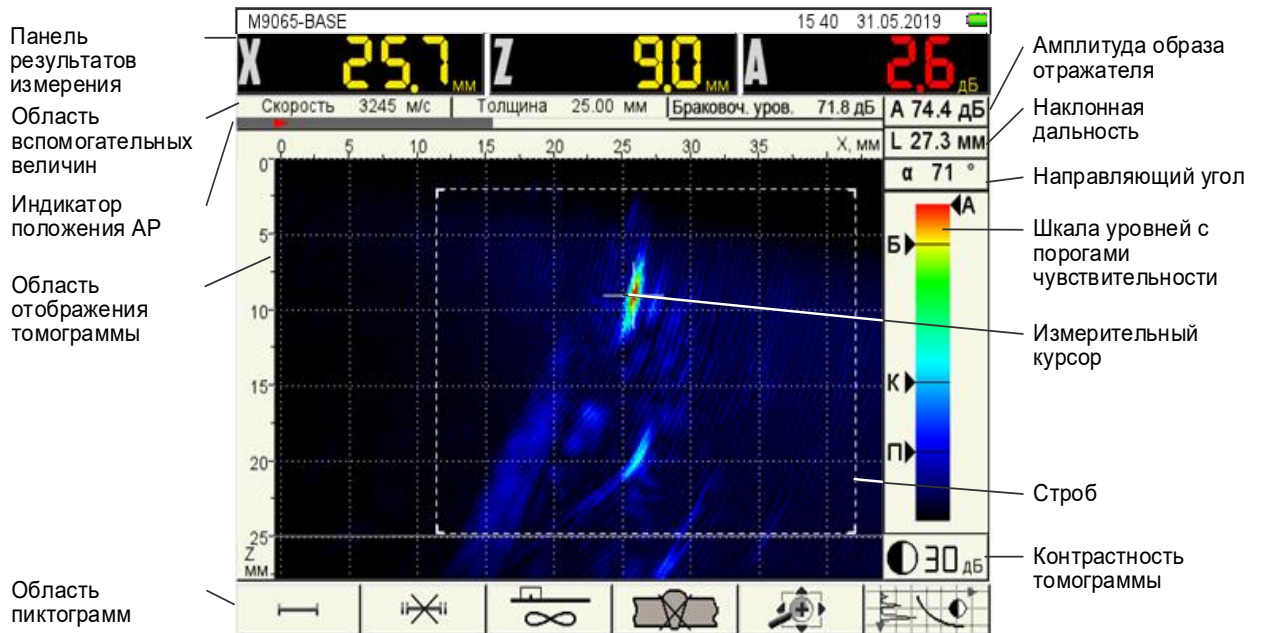 M9065-BASE 15 40 31.05.2019
X 25.7 мм Z 9.0 мм A 2.6 дБ
Скорость 3245 м/с Толщина 25.00 мм Браковоч. уров. 71.8 дБ A 74.4 дБ
L 27.3 мм
α 71 °
0 5 10 15 20 25 30 35 X, мм
0
5
10
15
20
25
Z
мм
A
Б
К
П
30 дБ
Панель
результатов
измерения
Область
вспомогательных
величин
Индикатор
положения АР
Область
отображения
томограммы
Область
пиктограмм
Амплитуда образа
отражателя
Наклонная
дальность
Направляющий угол
Шкала уровней с
порогами
чувствительности
Измерительный
курсор
Строб
Контрастность
томограммы